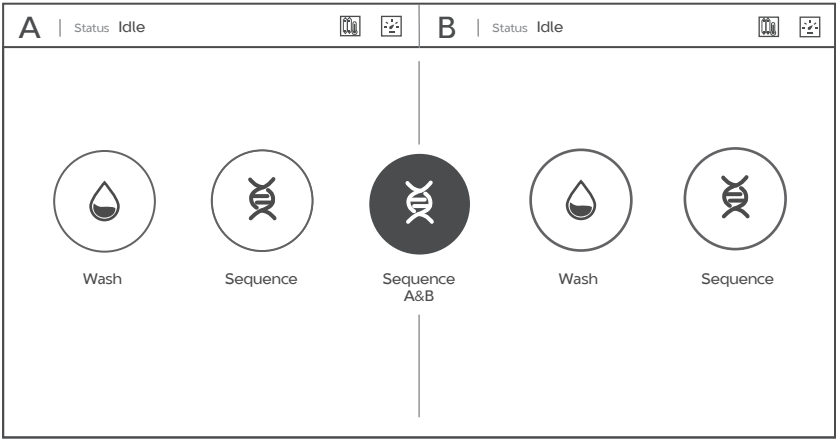 A Status Idle
B Status Idle
Wash
Sequence
Sequence
A&B
Wash
Sequence